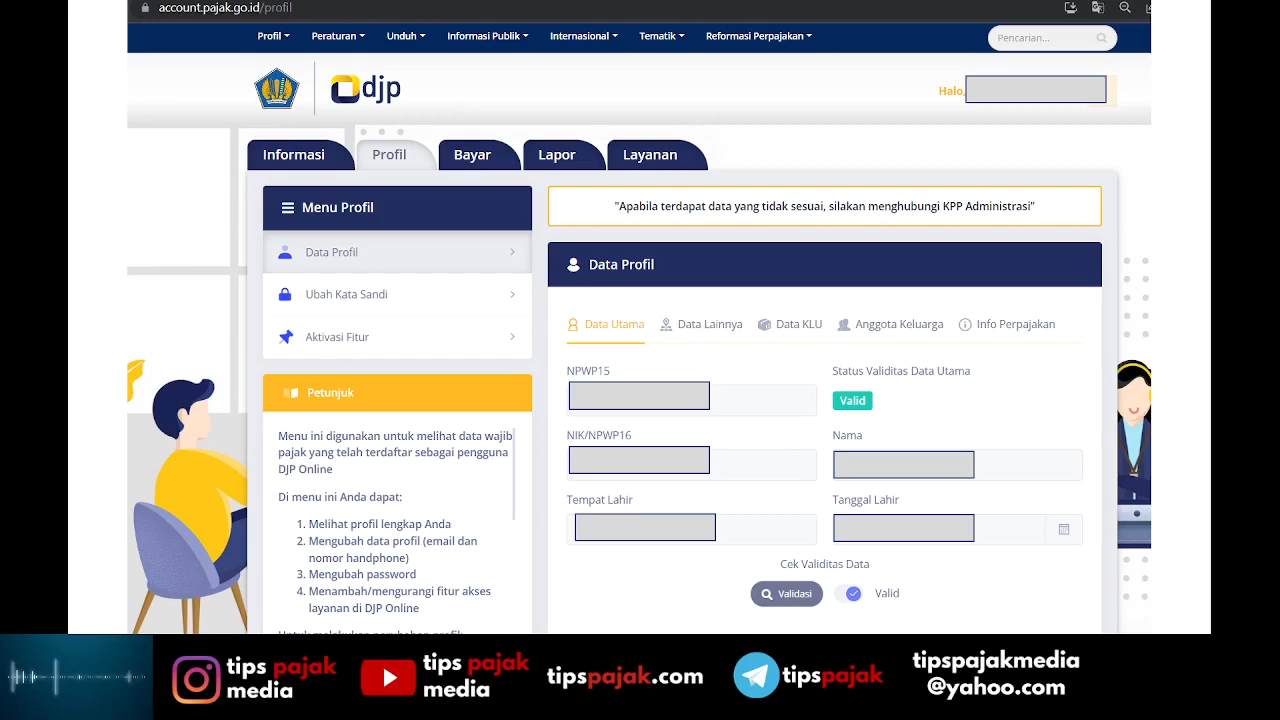 account.pajak.go.id/profil
Profil Peraturan Unduh Informasi Publik Internasional Tematik Reformasi Perpajakan Pencarian...
djp
Halo,
Informasi Profil Bayar Lapor Layanan
Menu Profil
Data Profil
Ubah Kata Sandi
Aktivasi Fitur
Petunjuk
Menu ini digunakan untuk melihat data wajib
pajak yang telah terdaftar sebagai pengguna
DJP Online
Di menu ini Anda dapat:
1. Melihat profil lengkap Anda
2. Mengubah data profil (email dan
nomor handphone)
3. Mengubah password
4. Menambah/mengurangi fitur akses
layanan di DJP Online
Untuk melakukan perubahan profil
"Apabila terdapat data yang tidak sesuai, silakan menghubungi KPP Administrasi"
Data Profil
Data Utama Data Lainnya Data KLU Anggota Keluarga Info Perpajakan
NPWP15 Status Validitas Data Utama
Valid
NIK/NPWP16 Nama
Tempat Lahir Tanggal Lahir
Cek Validitas Data
Validasi Valid
tips pajak
media
tips pajak
media
tipspajak.com
tipspajak
tipspajakmedia
@yahoo.com